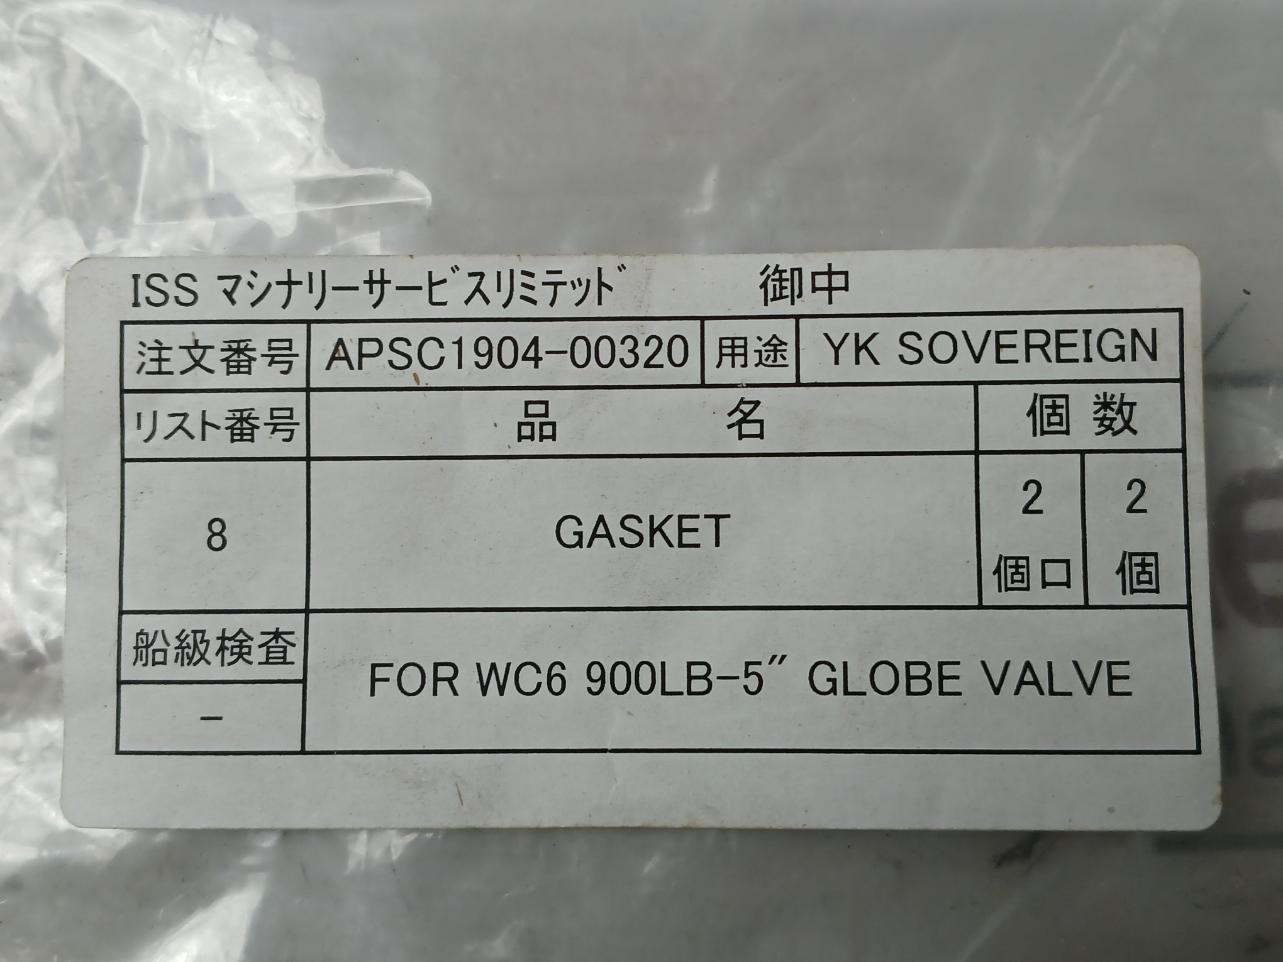 ISS マシナリーサービスリミテッド 御中
注文番号 APSC1904-00320 用途 YK SOVEREIGN
リスト番号 品 名 個 数
8 GASKET 2 個口 2 個
船級検査
-
FOR WC6 900LB-5″ GLOBE VALVE